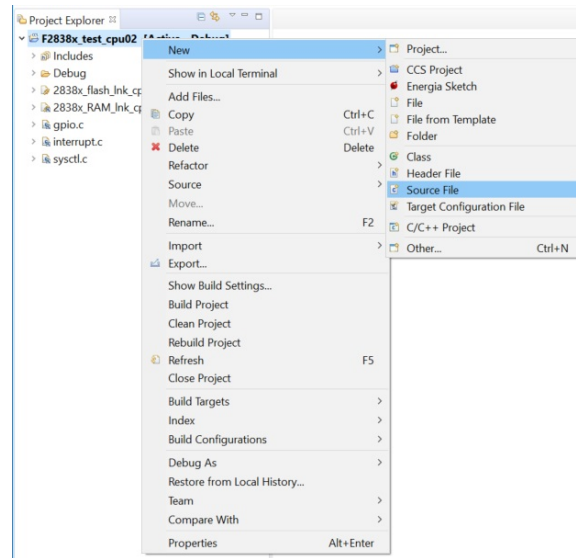 Project Explorer
F2838x_test_cpu02 [Active - Debug]
Includes
Debug
2838x_flash_lnk_cp
2838x_RAM_lnk_cp
gpio.c
interrupt.c
sysctl.c
New
Show in Local Terminal
Add Files...
Copy Ctrl+C
Paste Ctrl+V
Delete Delete
Refactor
Source
Move...
Rename... F2
Import
Export...
Show Build Settings...
Build Project
Clean Project
Rebuild Project
Refresh F5
Close Project
Build Targets
Index
Build Configurations
Debug As
Restore from Local History...
Team
Compare With
Properties Alt+Enter
Project...
CCS Project
Energia Sketch
File
File from Template
Folder
Class
Header File
Source File
Target Configuration File
C/C++ Project
Other... Ctrl+N